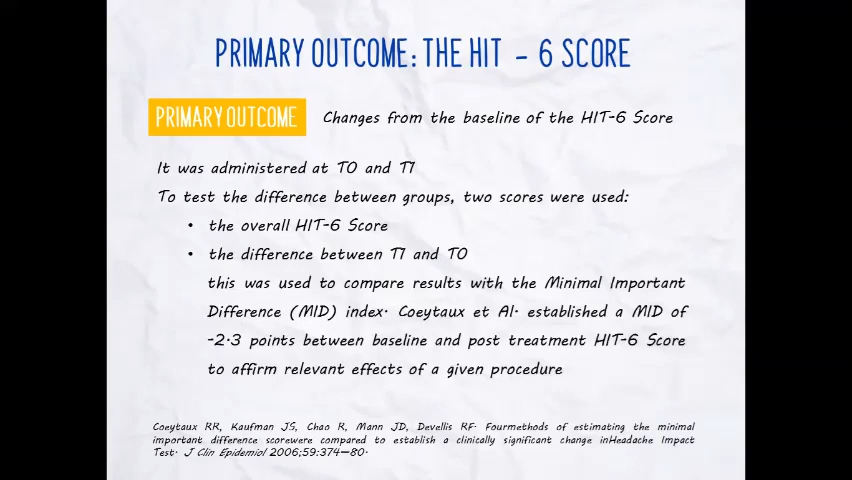 PRIMARY OUTCOME: THE HIT - 6 SCORE
PRIMARY OUTCOME Changes from the baseline of the HIT-6 Score
It was administered at T0 and T1
To test the difference between groups, two scores were used:
• the overall HIT-6 Score
• the difference between T1 and T0
this was used to compare results with the Minimal Important
Difference (MID) index. Coeytaux et Al. established a MID of
-2.3 points between baseline and post treatment HIT-6 Score
to affirm relevant effects of a given procedure
Coeytaux RR, Kaufman JS, Chao R, Mann JD, Devellis RF. Fourmethods of estimating the minimal
important difference scorewere compared to establish a clinically significant change inHeadache Impact
Test. J Clin Epidemiol 2006;59:374—80.